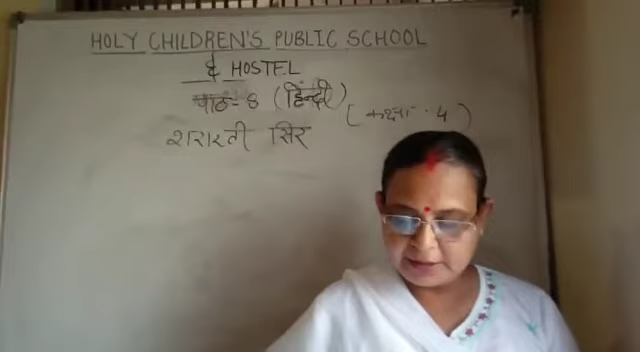 HOLY CHILDREN'S PUBLIC SCHOOL
& HOSTEL
पाठ - 8 (हिन्दी)
(कक्षा - 4)
शरारती सिर